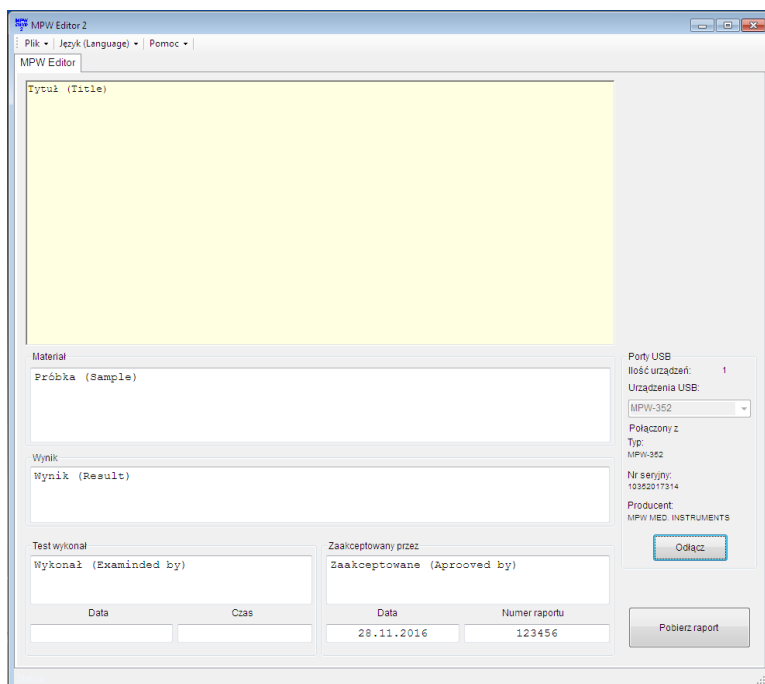 MPW Editor 2
Plik Język (Language) Pomoc
MPW Editor
Tytuł (Title)
Materiał
Próbka (Sample)
Wynik
Wynik (Result)
Test wykonał
Wykonał (Examinded by)
Data Czas
Zaakceptowany przez
Zaakceptowane (Aprooved by)
Data Numer raportu
28.11.2016 123456
Porty USB
Ilość urządzeń: 1
Urządzenia USB:
MPW-352
Połączony z
Typ:
MPW-352
Nr seryjny:
10352017314
Producent:
MPW MED. INSTRUMENTS
Odłącz
Pobierz raport